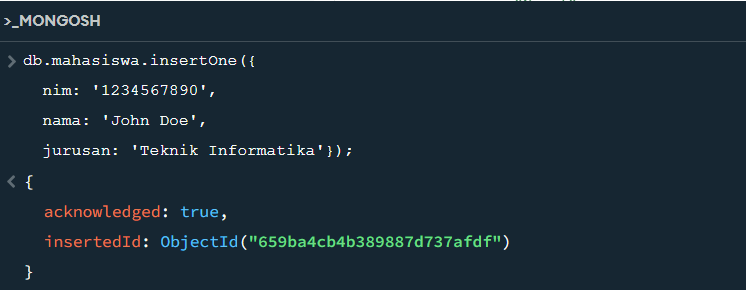 >_MONGOSH
> db.mahasiswa.insertOne({
nim: '1234567890',
nama: 'John Doe',
jurusan: 'Teknik Informatika'});
< {
acknowledged: true,
insertedId: ObjectId("659ba4cb4b389887d737afdf")
}